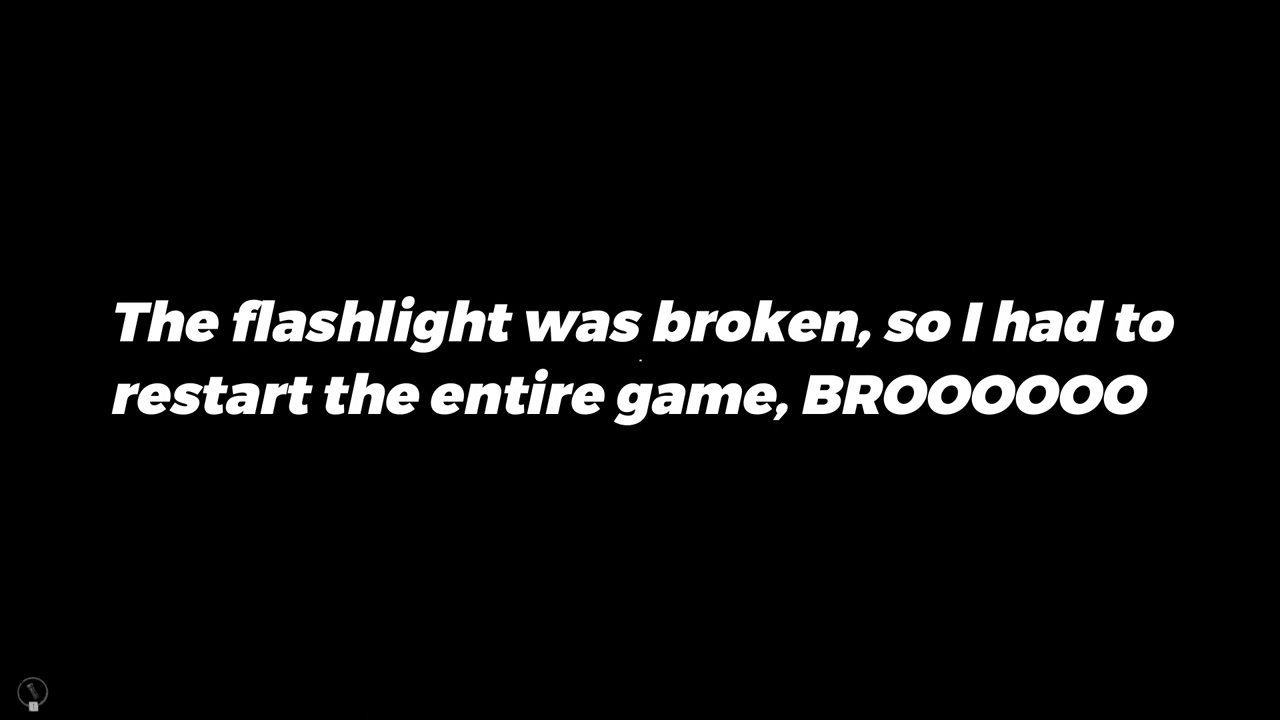 The flashlight was broken, so I had to
restart the entire game, BROOOOOO